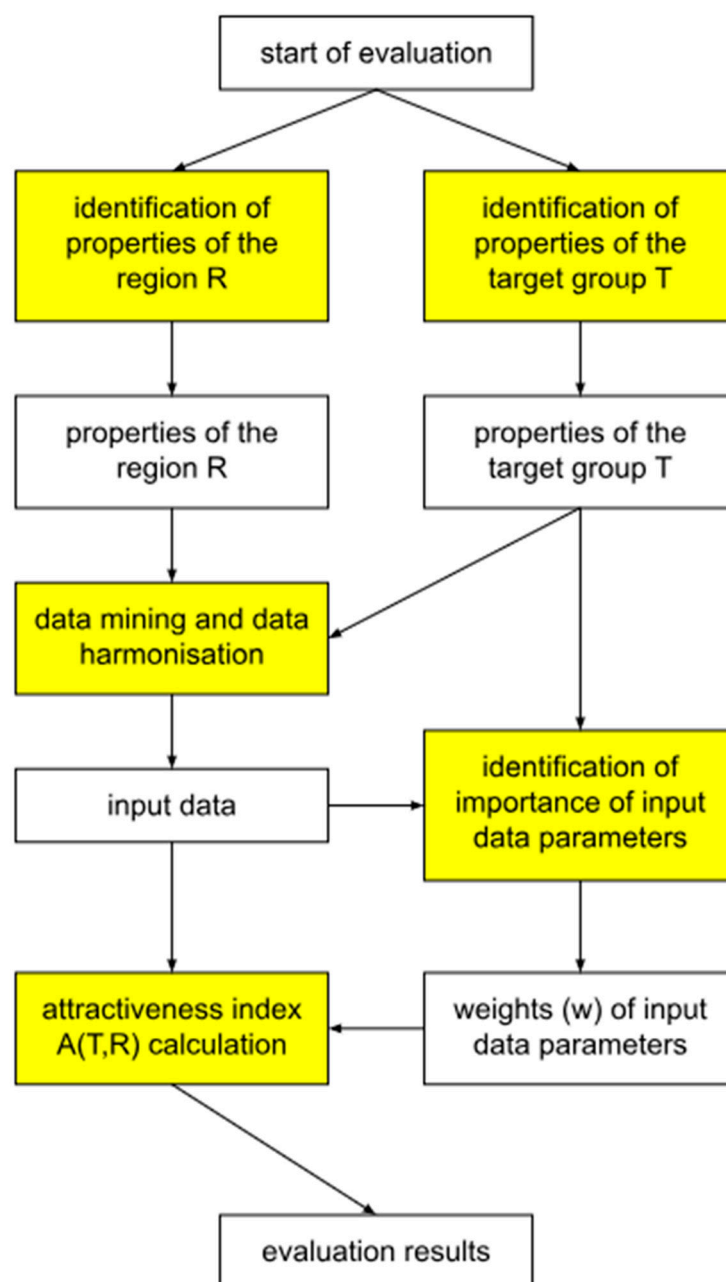 start of evaluation
identification of
properties of the
region R
identification of
properties of the
target group T
properties of the
region R
properties of the
target group T
data mining and data
harmonisation
input data
identification of
importance of input
data parameters
attractiveness index
A(T,R) calculation
weights (w) of input
data parameters
evaluation results